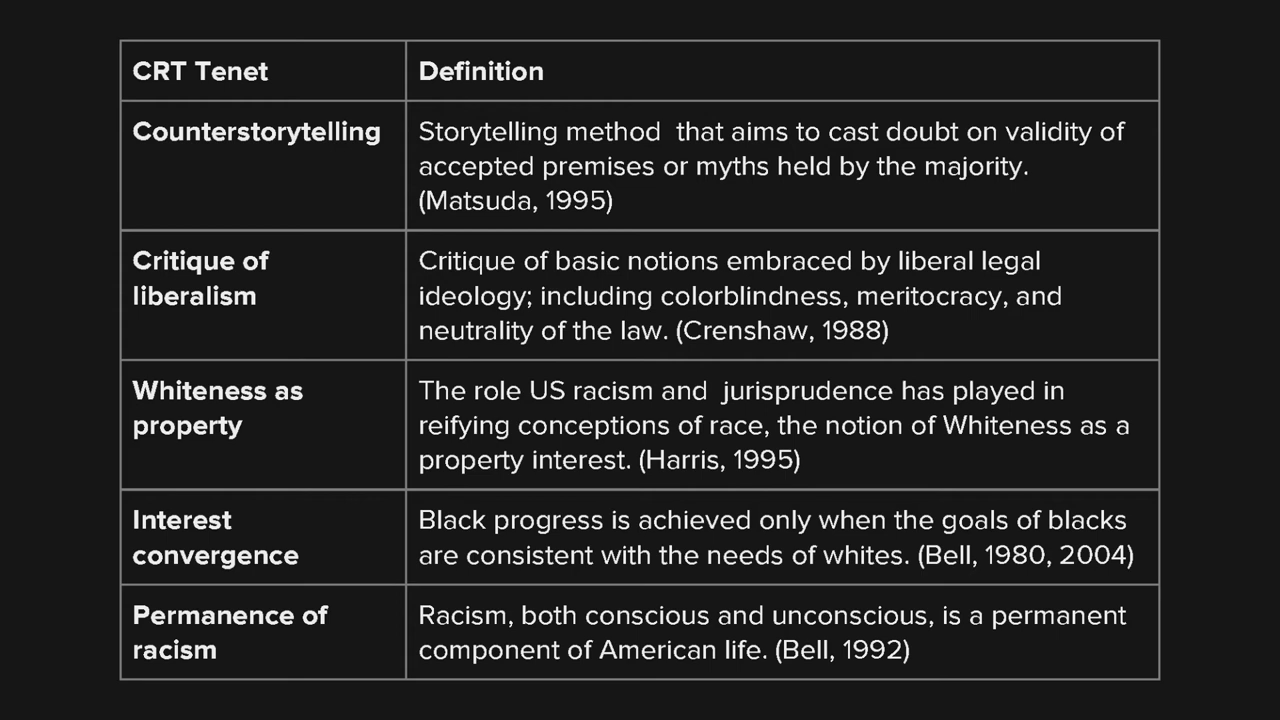 CRT Tenet
Definition
Counterstorytelling
Storytelling method  that aims to cast doubt on validity of
accepted premises or myths held by the majority.
(Matsuda, 1995)
Critique of
liberalism
Critique of basic notions embraced by liberal legal
ideology; including colorblindness, meritocracy, and
neutrality of the law. (Crenshaw, 1988)
Whiteness as
property
The role US racism and  jurisprudence has played in
reifying conceptions of race, the notion of Whiteness as a
property interest. (Harris, 1995)
Interest
convergence
Black progress is achieved only when the goals of blacks
are consistent with the needs of whites. (Bell, 1980, 2004)
Permanence of
racism
Racism, both conscious and unconscious, is a permanent
component of American life. (Bell, 1992)